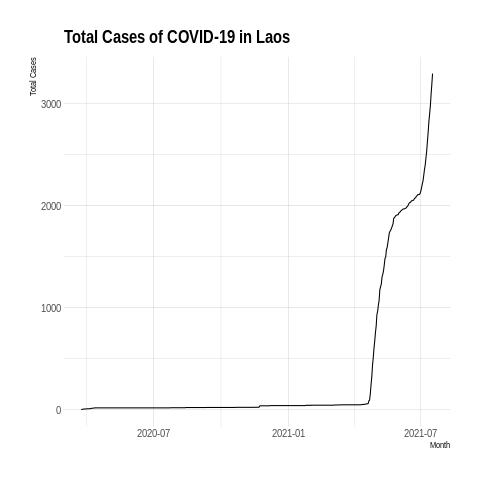 Total Cases of COVID-19 in Laos
Total Cases
3000
2000
1000
0
2020-07
2021-01
2021-07
Month